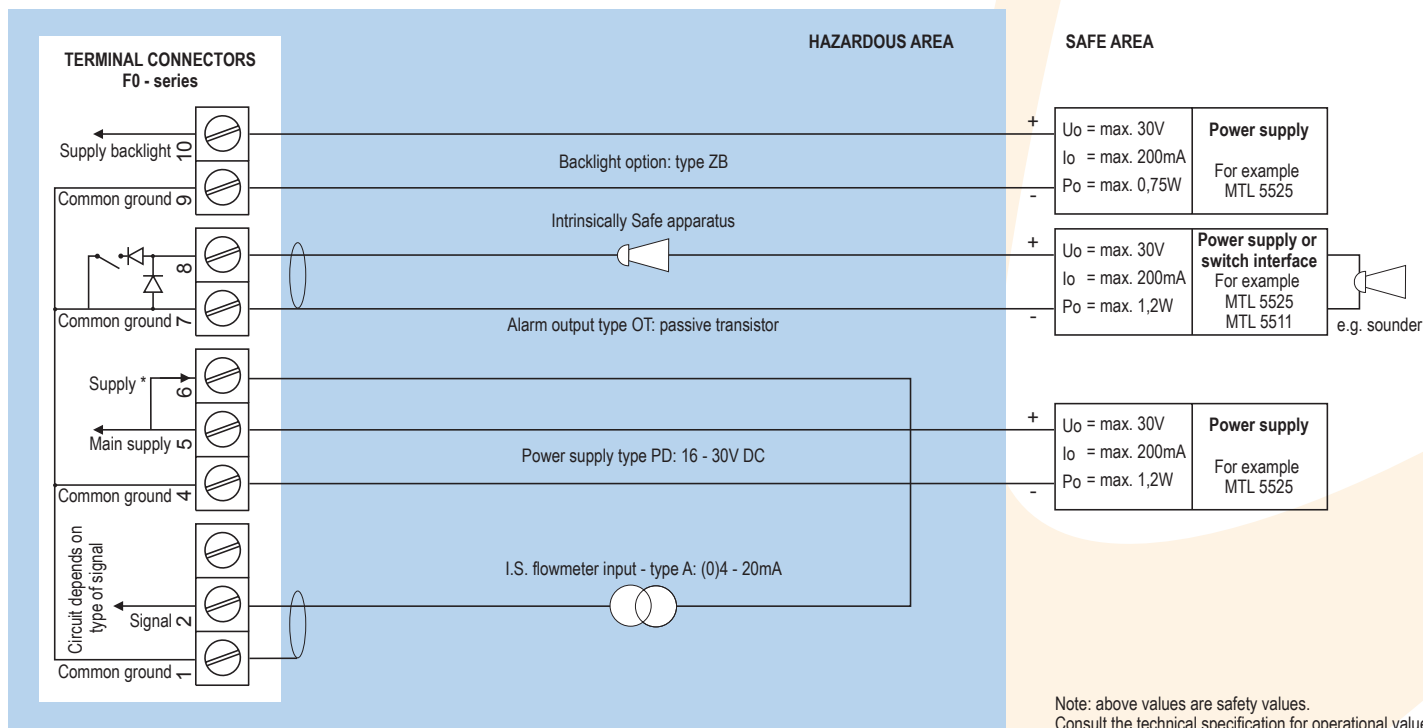 HAZARDOUS AREA
SAFE AREA
TERMINAL CONNECTORS
F0 - series
Supply backlight
10
Common ground
9
Backlight option: type ZB
+
-
Uo = max. 30V
Io = max. 200mA
Po = max. 0,75W
Power supply
For example
MTL 5525
8
Common ground
7
Intrinsically Safe apparatus
Alarm output type OT: passive transistor
+
-
Uo = max. 30V
Io = max. 200mA
Po = max. 1,2W
Power supply or
switch interface
For example
MTL 5525
MTL 5511
e.g. sounder
Supply *
6
Main supply
5
Common ground
4
Power supply type PD: 16 - 30V DC
+
-
Uo = max. 30V
Io = max. 200mA
Po = max. 1,2W
Power supply
For example
MTL 5525
Circuit depends on
type of signal
Signal
2
Common ground
1
I.S. flowmeter input - type A: (0)4 - 20mA
Note: above values are safety values.
Consult the technical specification for operational value